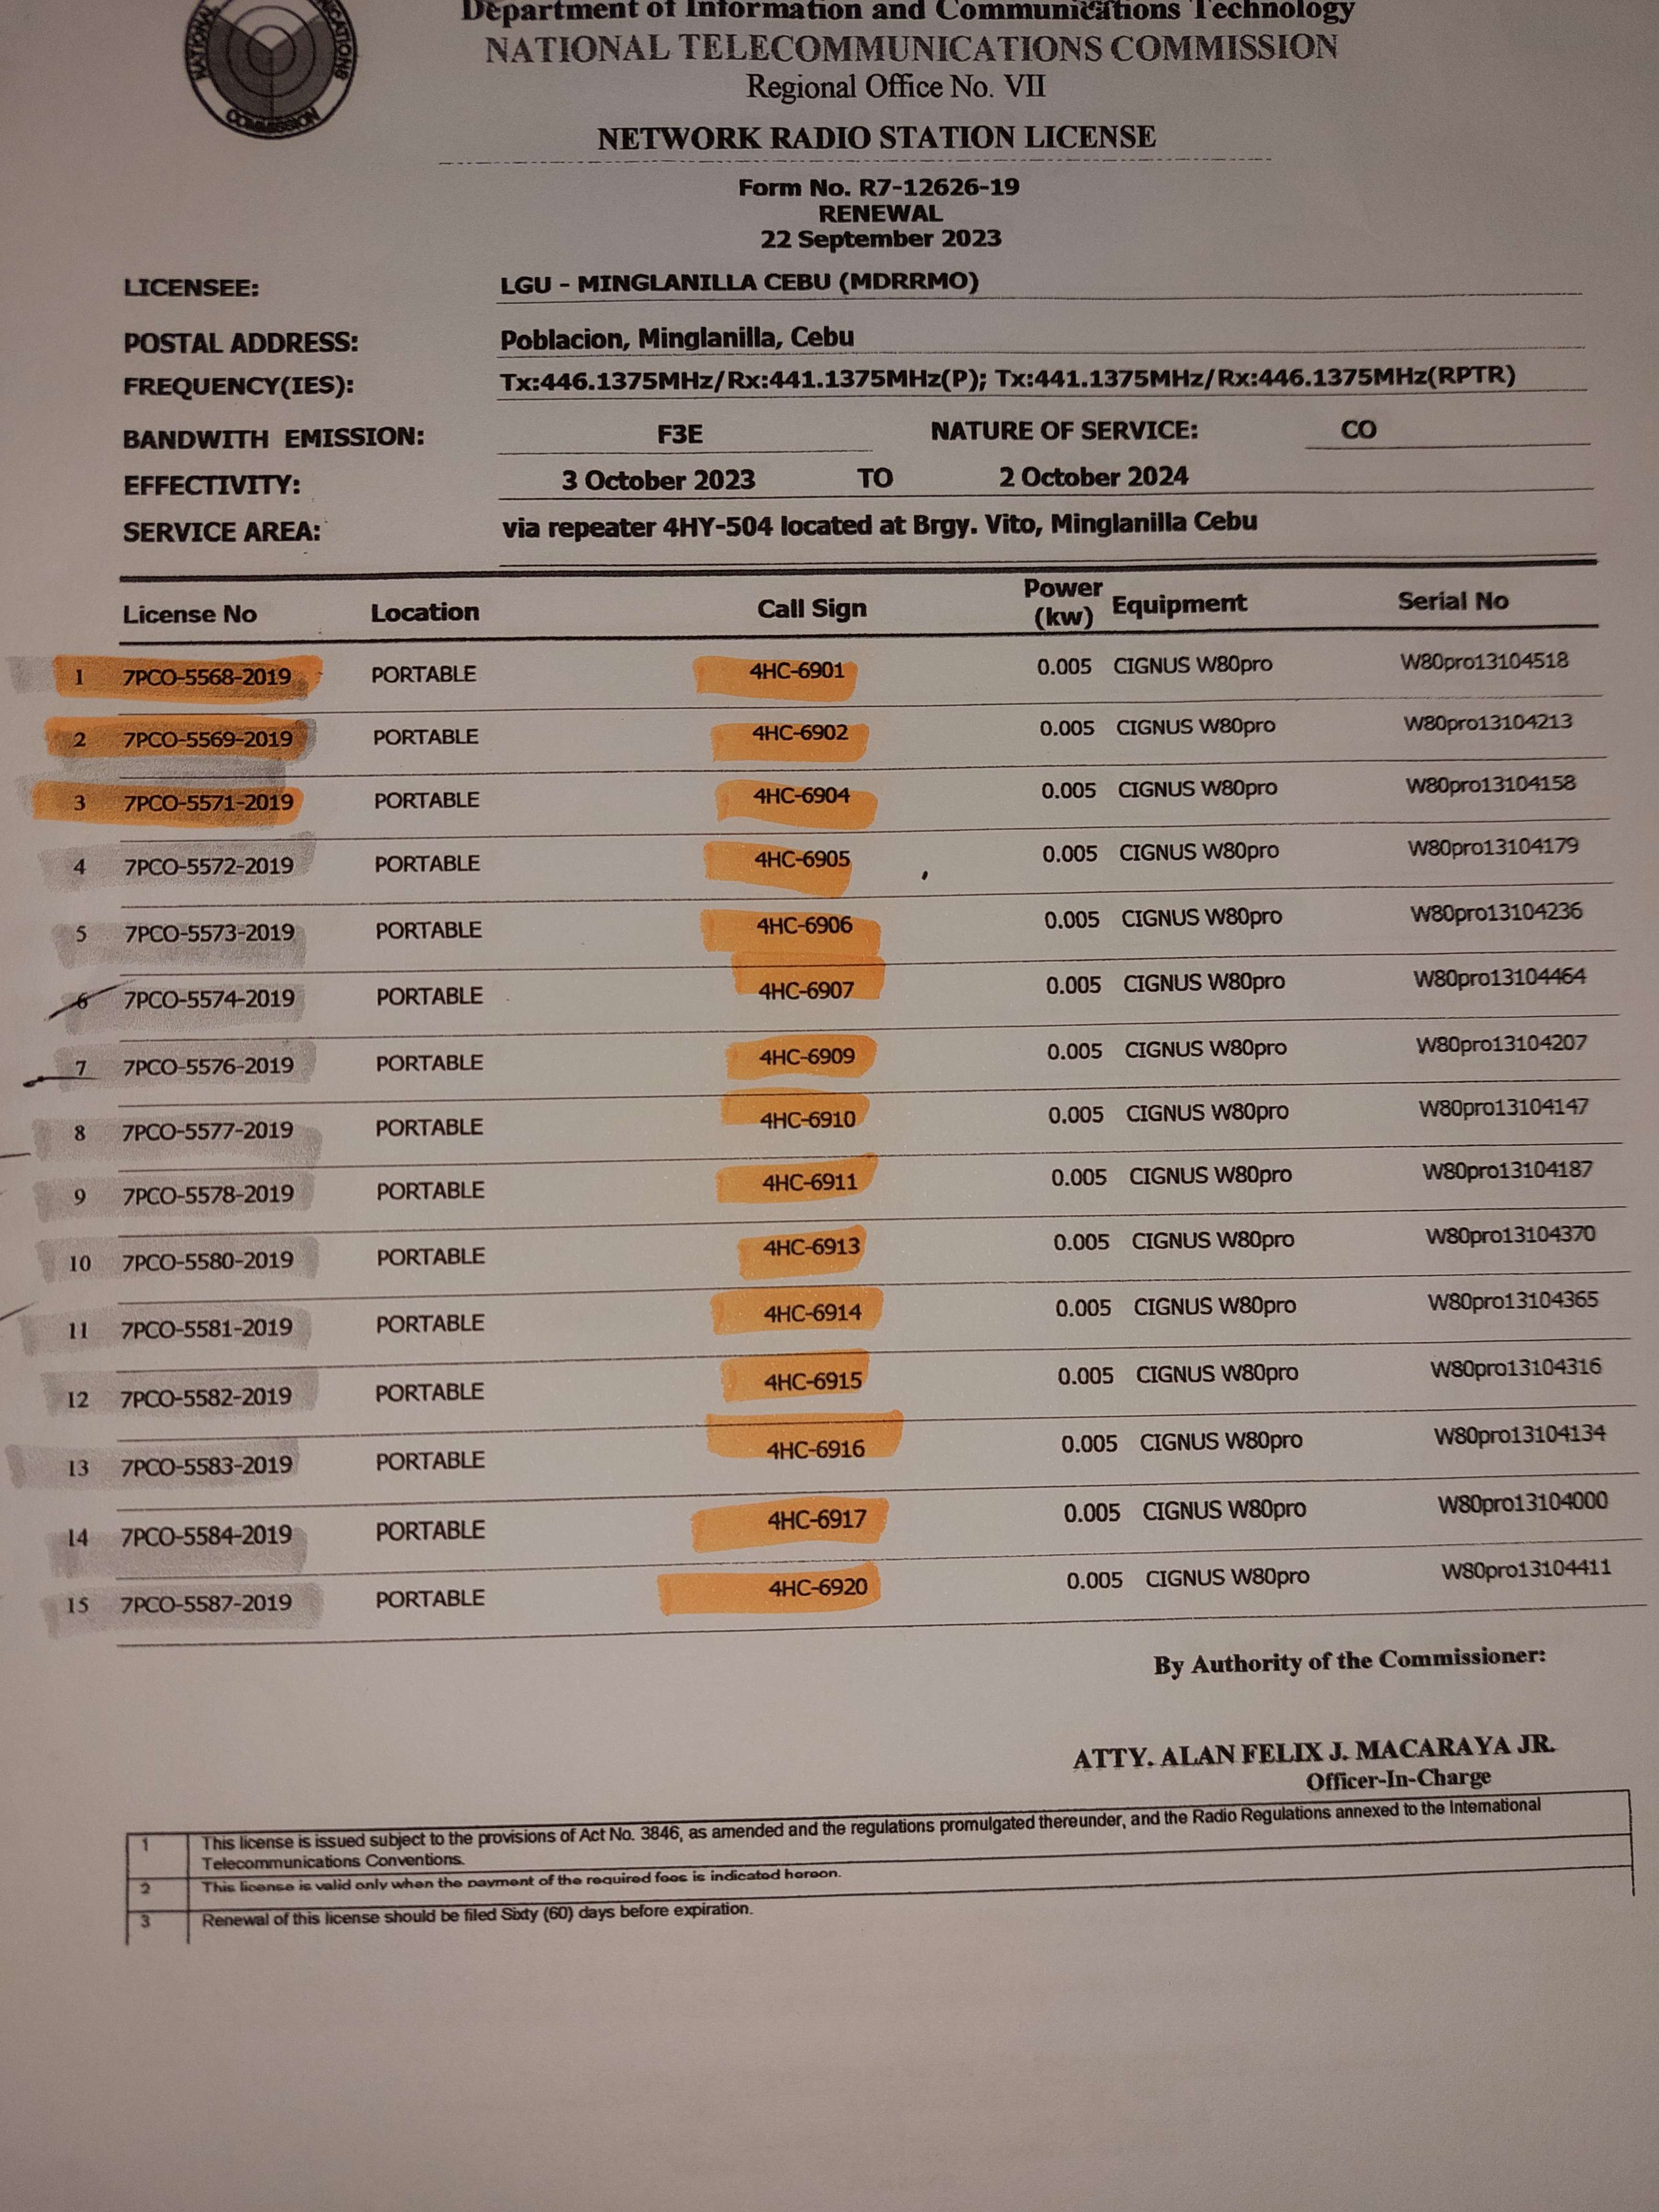 NATIONAL
COMMISSION
Department of Information and Communications Technology
NATIONAL TELECOMMUNICATIONS COMMISSION
Regional Office No. VII
NETWORK RADIO STATION LICENSE
Form No. R7-12626-19
RENEWAL
22 September 2023
LICENSEE: LGU - MINGLANILLA CEBU (MDRRMO)
POSTAL ADDRESS: Poblacion, Minglanilla, Cebu
FREQUENCY(IES): Tx:446.1375MHz/Rx:441.1375MHz(P); Tx:441.1375MHz/Rx:446.1375MHz(RPTR)
BANDWITH EMISSION: F3E NATURE OF SERVICE: CO
EFFECTIVITY: 3 October 2023 TO 2 October 2024
SERVICE AREA: via repeater 4HY-504 located at Brgy. Vito, Minglanilla Cebu
License No Location Call Sign Power (kw) Equipment Serial No
1 7PCO-5568-2019 PORTABLE 4HC-6901 0.005 CIGNUS W80pro W80pro13104518
2 7PCO-5569-2019 PORTABLE 4HC-6902 0.005 CIGNUS W80pro W80pro13104213
3 7PCO-5571-2019 PORTABLE 4HC-6904 0.005 CIGNUS W80pro W80pro13104158
4 7PCO-5572-2019 PORTABLE 4HC-6905 0.005 CIGNUS W80pro W80pro13104179
5 7PCO-5573-2019 PORTABLE 4HC-6906 0.005 CIGNUS W80pro W80pro13104236
6 7PCO-5574-2019 PORTABLE 4HC-6907 0.005 CIGNUS W80pro W80pro13104464
7 7PCO-5576-2019 PORTABLE 4HC-6909 0.005 CIGNUS W80pro W80pro13104207
8 7PCO-5577-2019 PORTABLE 4HC-6910 0.005 CIGNUS W80pro W80pro13104147
9 7PCO-5578-2019 PORTABLE 4HC-6911 0.005 CIGNUS W80pro W80pro13104187
10 7PCO-5580-2019 PORTABLE 4HC-6913 0.005 CIGNUS W80pro W80pro13104370
11 7PCO-5581-2019 PORTABLE 4HC-6914 0.005 CIGNUS W80pro W80pro13104365
12 7PCO-5582-2019 PORTABLE 4HC-6915 0.005 CIGNUS W80pro W80pro13104316
13 7PCO-5583-2019 PORTABLE 4HC-6916 0.005 CIGNUS W80pro W80pro13104134
14 7PCO-5584-2019 PORTABLE 4HC-6917 0.005 CIGNUS W80pro W80pro13104000
15 7PCO-5587-2019 PORTABLE 4HC-6920 0.005 CIGNUS W80pro W80pro13104411
By Authority of the Commissioner:
ATTY. ALAN FELIX J. MACARAYA JR.
Officer-In-Charge
1 This license is issued subject to the provisions of Act No. 3846, as amended and the regulations promulgated thereunder, and the Radio Regulations annexed to the International
Telecommunications Conventions.
2 This license is valid only when the payment of the required fees is indicated hereon.
3 Renewal of this license should be filed Sixty (60) days before expiration.